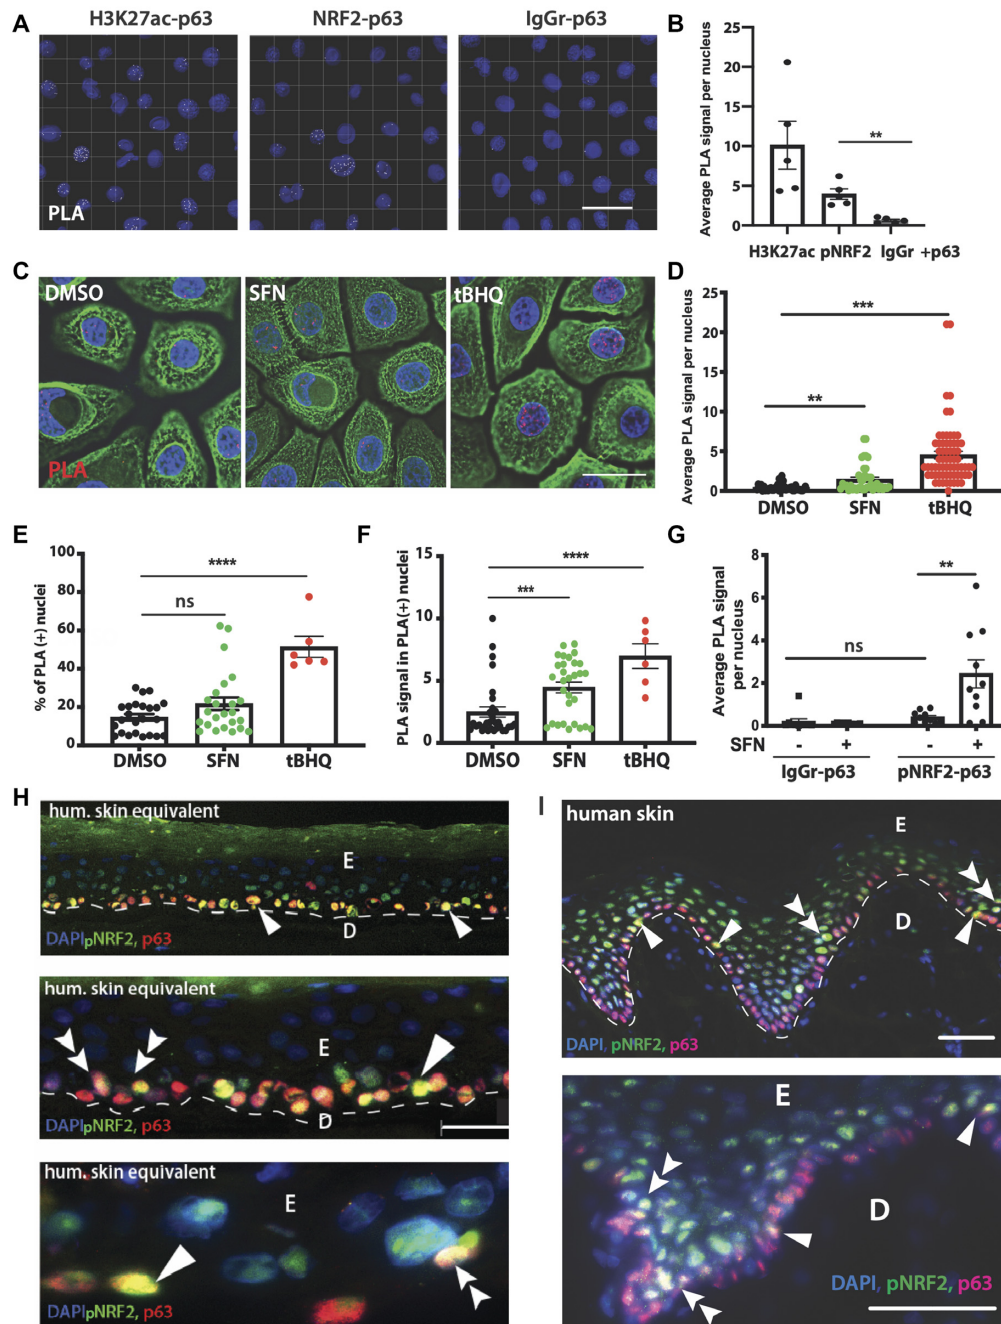 A
H3K27ac-p63
NRF2-p63
IgGr-p63
PLA
B
Average PLA signal per nucleus
25
20
15
10
5
0
**
H3K27ac pNRF2 IgGr +p63
C
DMSO
SFN
tBHQ
PLA
D
Average PLA signal per nucleus
25
20
15
10
5
0
***
**
DMSO
SFN
tBHQ
E
% of PLA (+) nuclei
100
80
60
40
20
0
****
ns
DMSO
SFN
tBHQ
F
PLA signal in PLA(+) nuclei
15
10
5
0
****
***
DMSO
SFN
tBHQ
G
Average PLA signal
per nucleus
8
6
4
2
0
**
ns
SFN - + - +
IgGr-p63
pNRF2-p63
H
hum. skin equivalent
E
D
DAPI pNRF2, p63
hum. skin equivalent
E
D
DAPI pNRF2, p63
hum. skin equivalent
E
DAPI pNRF2, p63
I
human skin
E
D
DAPI, pNRF2, p63
E
D
DAPI, pNRF2, p63